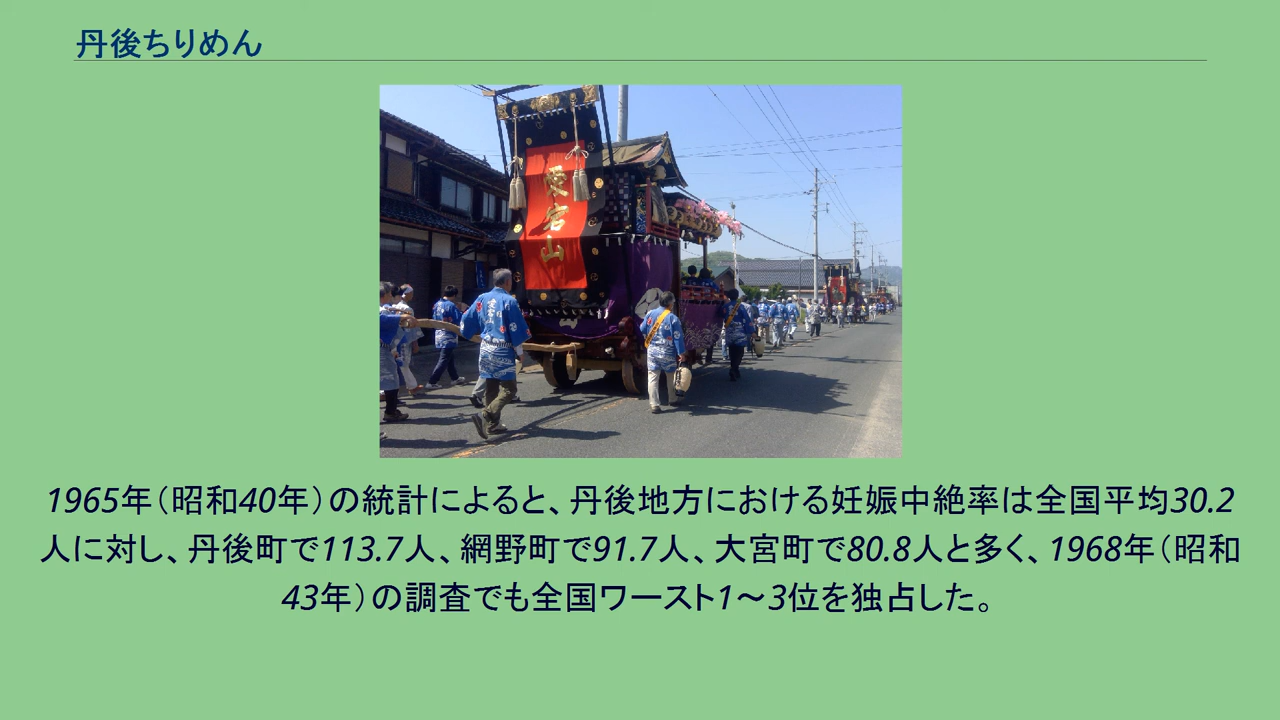 丹後ちりめん
愛宕山
1965年（昭和40年）の統計によると、丹後地方における妊娠中絶率は全国平均30.2
人に対し、丹後町で113.7人、網野町で91.7人、大宮町で80.8人と多く、1968年（昭和
43年）の調査でも全国ワースト1～3位を独占した。